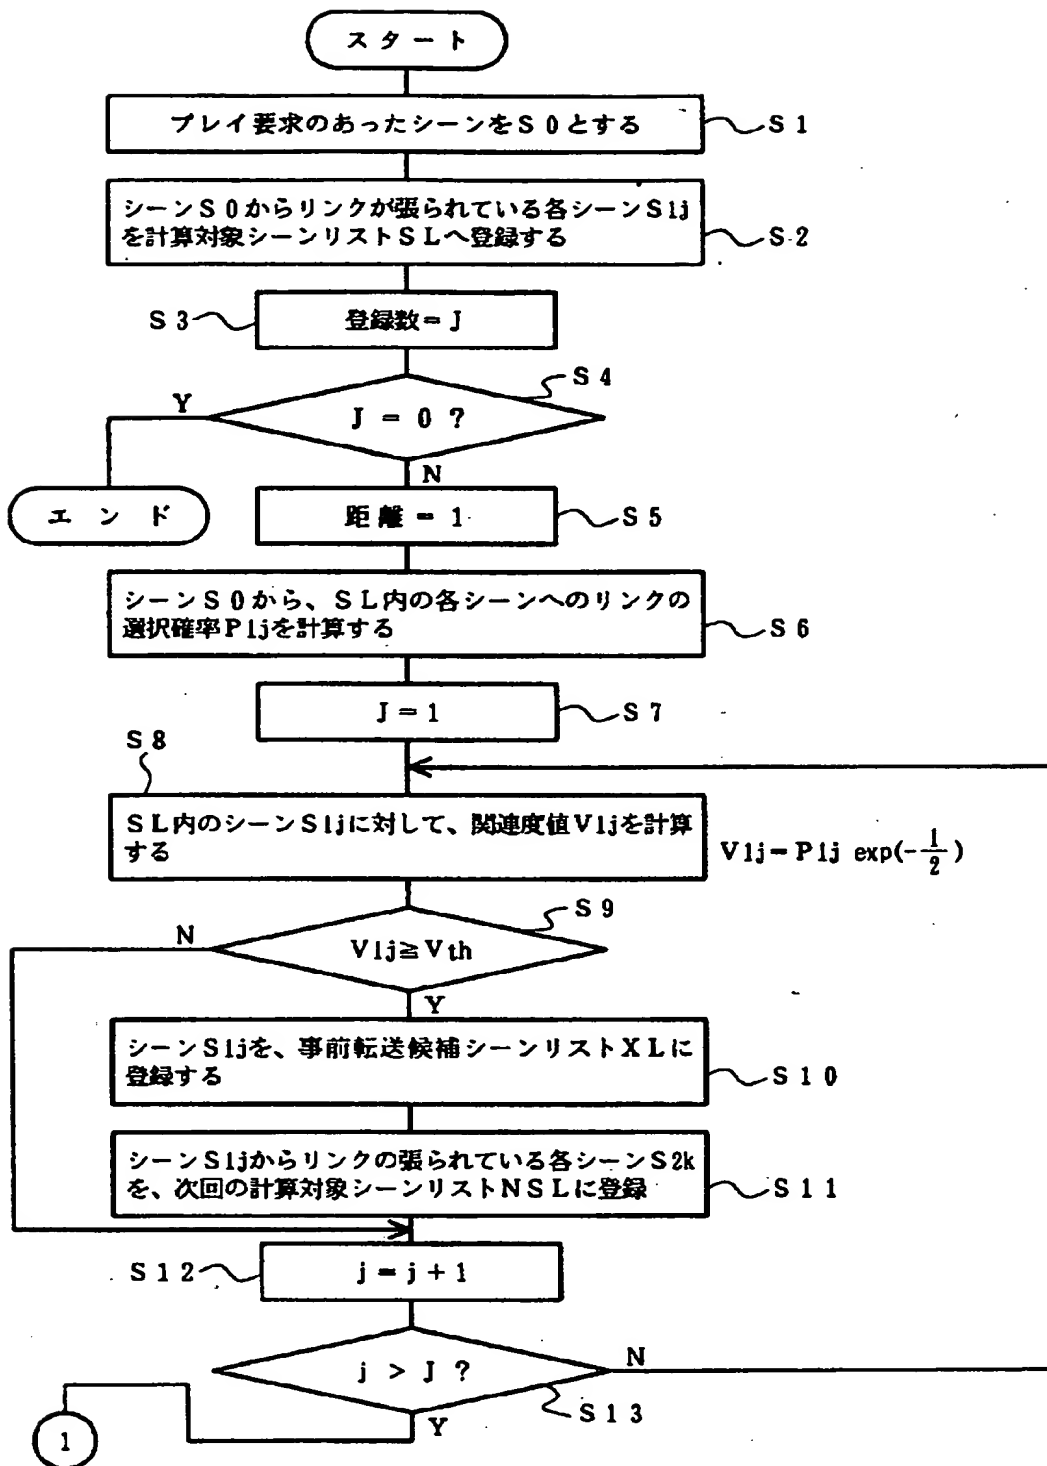 スタート
プレイ要求のあったシーンをS0とする
S1
シーンS0からリンクが張られている各シーンS1j
を計算対象シーンリストSLへ登録する
S2
S3
登録数=J
S4
Y
J = 0 ?
N
エンド
距離 = 1
S5
シーンS0から、SL内の各シーンへのリンクの
選択確率P1jを計算する
S6
J=1
S7
S8
SL内のシーンS1jに対して、関連度値V1jを計算
する
V1j=P1j exp(-1/2)
S9
N
V1j≧Vth
Y
シーンS1jを、事前転送候補シーンリストXLに
登録する
S10
シーンS1jからリンクの張られている各シーンS2k
を、次回の計算対象シーンリストNSLに登録
S11
S12
j=j+1
j > J ?
N
S13
Y
1